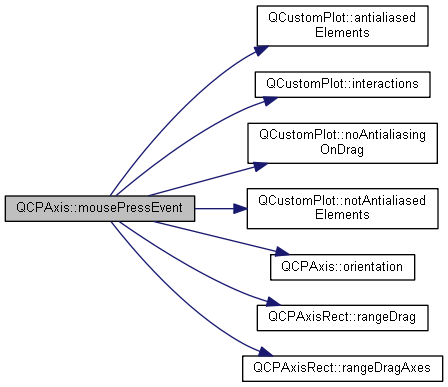 QCustomPlot::antialiased
Elements
QCustomPlot::interactions
QCustomPlot::noAntialiasing
OnDrag
QCPAxis::mousePressEvent
QCustomPlot::notAntialiased
Elements
QCPAxis::orientation
QCPAxisRect::rangeDrag
QCPAxisRect::rangeDragAxes